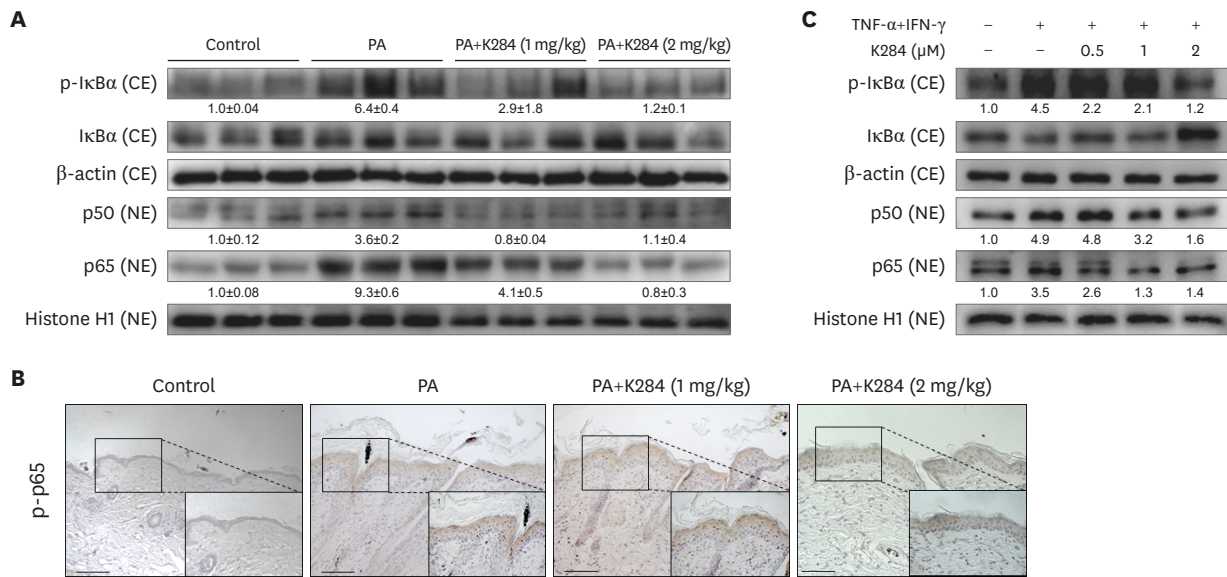 A
Control PA PA+K284 (1 mg/kg) PA+K284 (2 mg/kg)
p-IκBα (CE)
1.0±0.04 6.4±0.4 2.9±1.8 1.2±0.1
IκBα (CE)
β-actin (CE)
p50 (NE)
1.0±0.12 3.6±0.2 0.8±0.04 1.1±0.4
p65 (NE)
1.0±0.08 9.3±0.6 4.1±0.5 0.8±0.3
Histone H1 (NE)
C
TNF-α+IFN-γ − + + + +
K284 (μM) − − 0.5 1 2
p-IκBα (CE)
1.0 4.5 2.2 2.1 1.2
IκBα (CE)
β-actin (CE)
p50 (NE)
1.0 4.9 4.8 3.2 1.6
p65 (NE)
1.0 3.5 2.6 1.3 1.4
Histone H1 (NE)
B
Control PA PA+K284 (1 mg/kg) PA+K284 (2 mg/kg)
p-p65